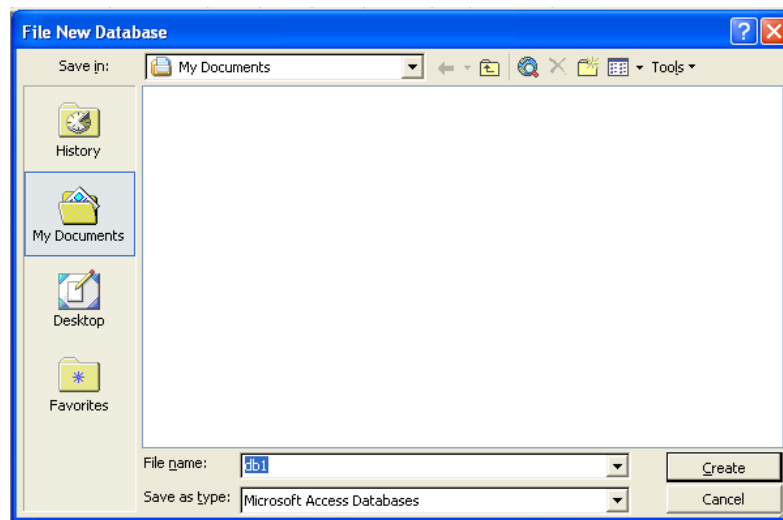 File New Database
Save in:
My Documents
Tools
History
My Documents
Desktop
Favorites
File name:
db1
Create
Save as type:
Microsoft Access Databases
Cancel